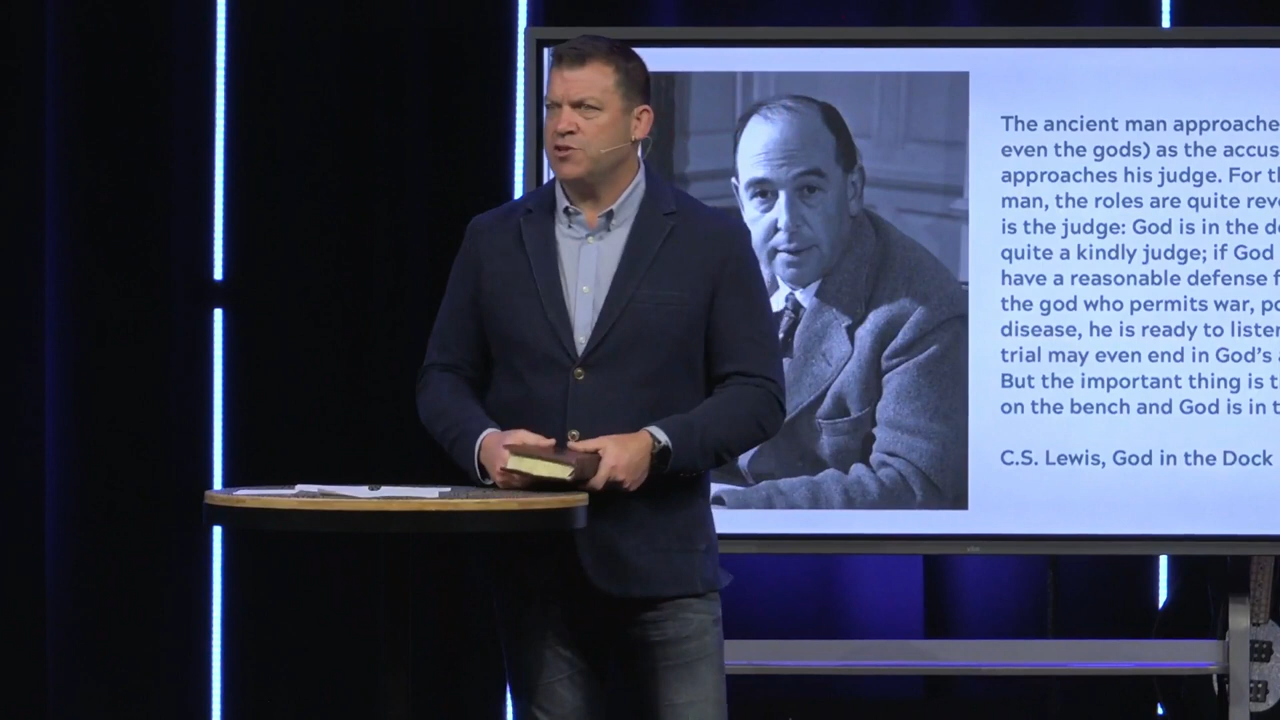 The ancient man approache
even the gods) as the accus
approaches his judge. For th
man, the roles are quite reve
is the judge: God is in the do
quite a kindly judge; if God
have a reasonable defense f
the god who permits war, po
disease, he is ready to listen
trial may even end in God's a
But the important thing is th
on the bench and God is in t
C.S. Lewis, God in the Dock